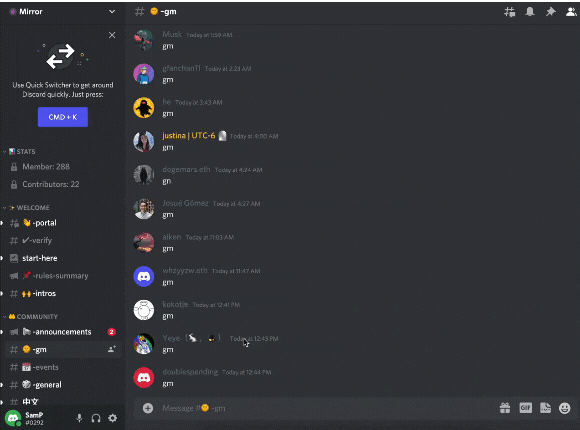 Mirror
# 🌞 -gm
Use Quick Switcher to get around
Discord quickly. Just press:
CMD + K
STATS
Member: 288
Contributors: 22
WELCOME
👋 -portal
✔-verify
start-here
📌 -rules-summary
🙌 -intros
COMMUNITY
📢 -announcements 2
🌞 -gm
📅 -events
🎲 -general
中文
SamP
#0292
Musk Today at 1:59 AM
gm
gfanchan11 Today at 2:28 AM
gm
he Today at 3:43 AM
gm
justina | UTC-6 Today at 4:20 AM
gm
dogemars.eth Today at 4:24 AM
gn
Josué Gómez Today at 6:27 AM
gm
aiken Today at 11:03 AM
gm
whoyyzw.eth Today at 11:47 AM
gm
kokotje Today at 12:41 PM
gm
Yeye ( , ) Today at 12:43 PM
gm
doublespending Today at 12:44 PM
gm
Message #🌞 -gm
GIF